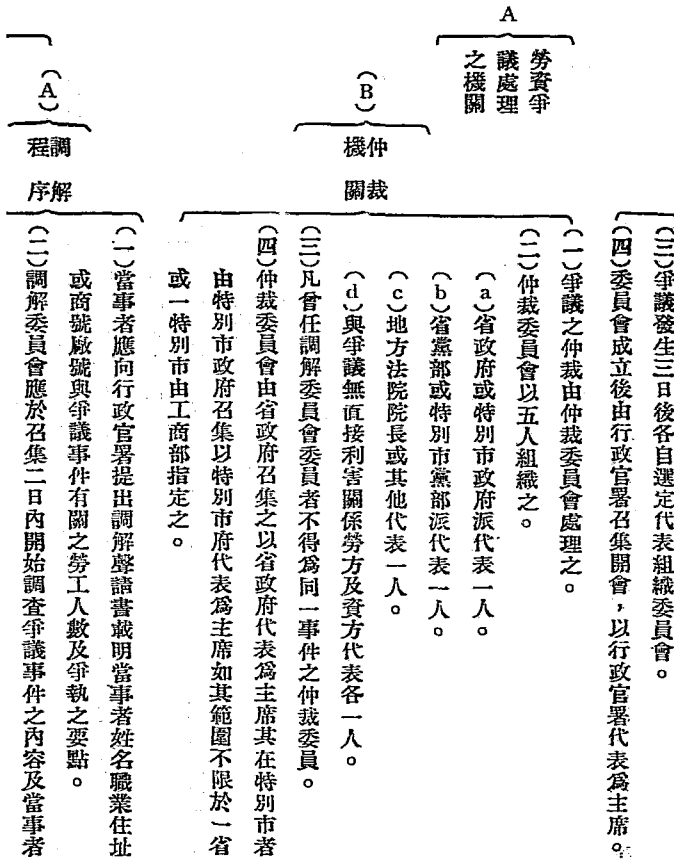 A
勞資爭
議處理
之機關
(三)爭議發生三日後各自選定代表組織委員會。
(四)委員會成立後由行政官署召集開會,以行政官署代表爲主席。
(B)
仲裁
機關
(一)爭議之仲裁由仲裁委員會處理之。
(二)仲裁委員會以五人組織之。
(a)省政府或特別市政府派代表一人。
(b)省黨部或特別市黨部派代表一人。
(c)地方法院院長或其他代表一人。
(d)與爭議無直接利害關係勞方及資方代表各一人。
(三)凡曾任調解委員會委員者不得爲同一事件之仲裁委員。
(四)仲裁委員會由省政府召集之以省政府代表爲主席其在特別市者
由特別市政府召集以特別市府代表爲主席如其範圍不限於一省
或一特別市由工商部指定之。
(A)
調解
程序
(一)當事者應向行政官署提出調解聲請書載明當事者姓名職業住址
或商號廠號與爭議事件有關之勞工人數及爭執之要點。
(二)調解委員會應於召集二日內開始調查爭議事件之內容及當事者